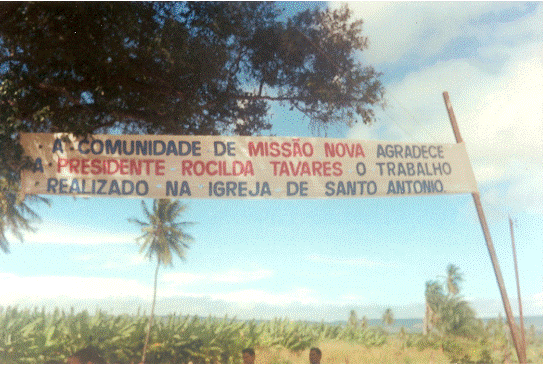 A COMUNIDADE DE MISSÃO NOVA AGRADECE
A PRESIDENTE ROCILDA TAVARES O TRABALHO
REALIZADO NA IGREJA DE SANTO ANTONIO.